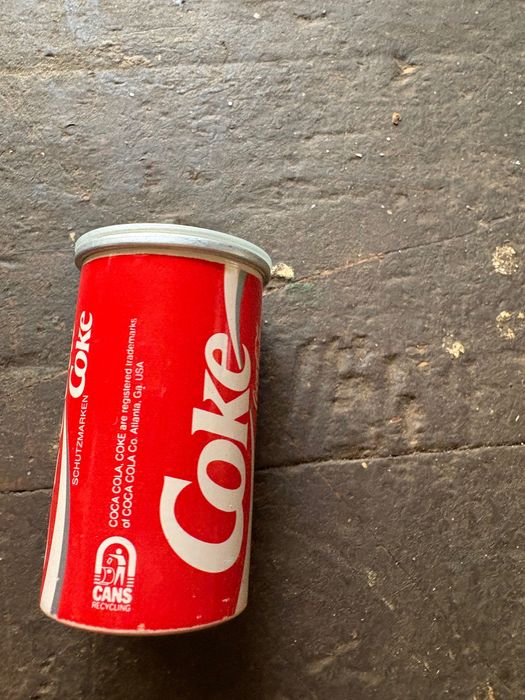 SCHUTZMARKEN Coke
COCA COLA, COKE are registered trademarks
of COCA COLA Co. Atlanta, Ga. USA
CANS
RECYCLING
Coke